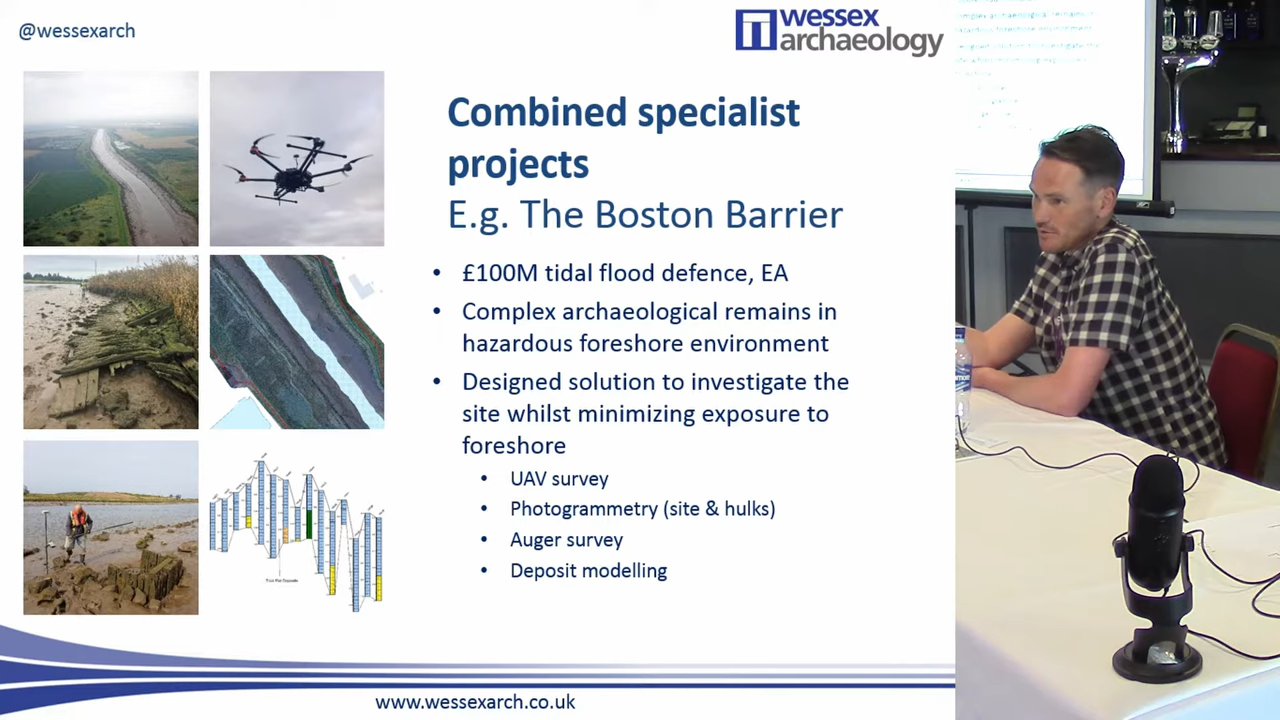 @wessexarch
wessex
archaeology
Combined specialist
projects
E.g. The Boston Barrier
• £100M tidal flood defence, EA
• Complex archaeological remains in
hazardous foreshore environment
• Designed solution to investigate the
site whilst minimizing exposure to
foreshore
• UAV survey
• Photogrammetry (site & hulks)
• Auger survey
• Deposit modelling
www.wessexarch.co.uk